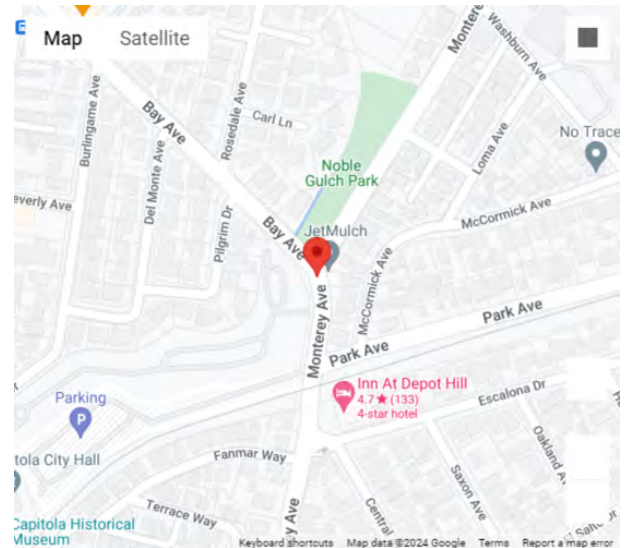 E
Map
Satellite
Montere
Washburn Ave
Bay Ave
Burlingame Ave
Rosedale Ave
Carl Ln
Loma Ave
No Trace
Noble
Gulch Park
everly Ave
Del Monte Ave
Pilgrim Dr
McCormick Ave
Bay Ave
JetMulch
Monterey Ave
McCormick Ave
Park Ave
Park Ave
Parking
P
Inn At Depot Hill
4.7★(133)
4-star hotel
Escalona Dr
tola City Hall
Fanmar Way
Oakland Av
Saxon Ave
Terrace Way
Central
y Ave
Capitola Historical
Museum
Keyboard shortcuts
Map data ©2024 Google
Terms
Report a map error